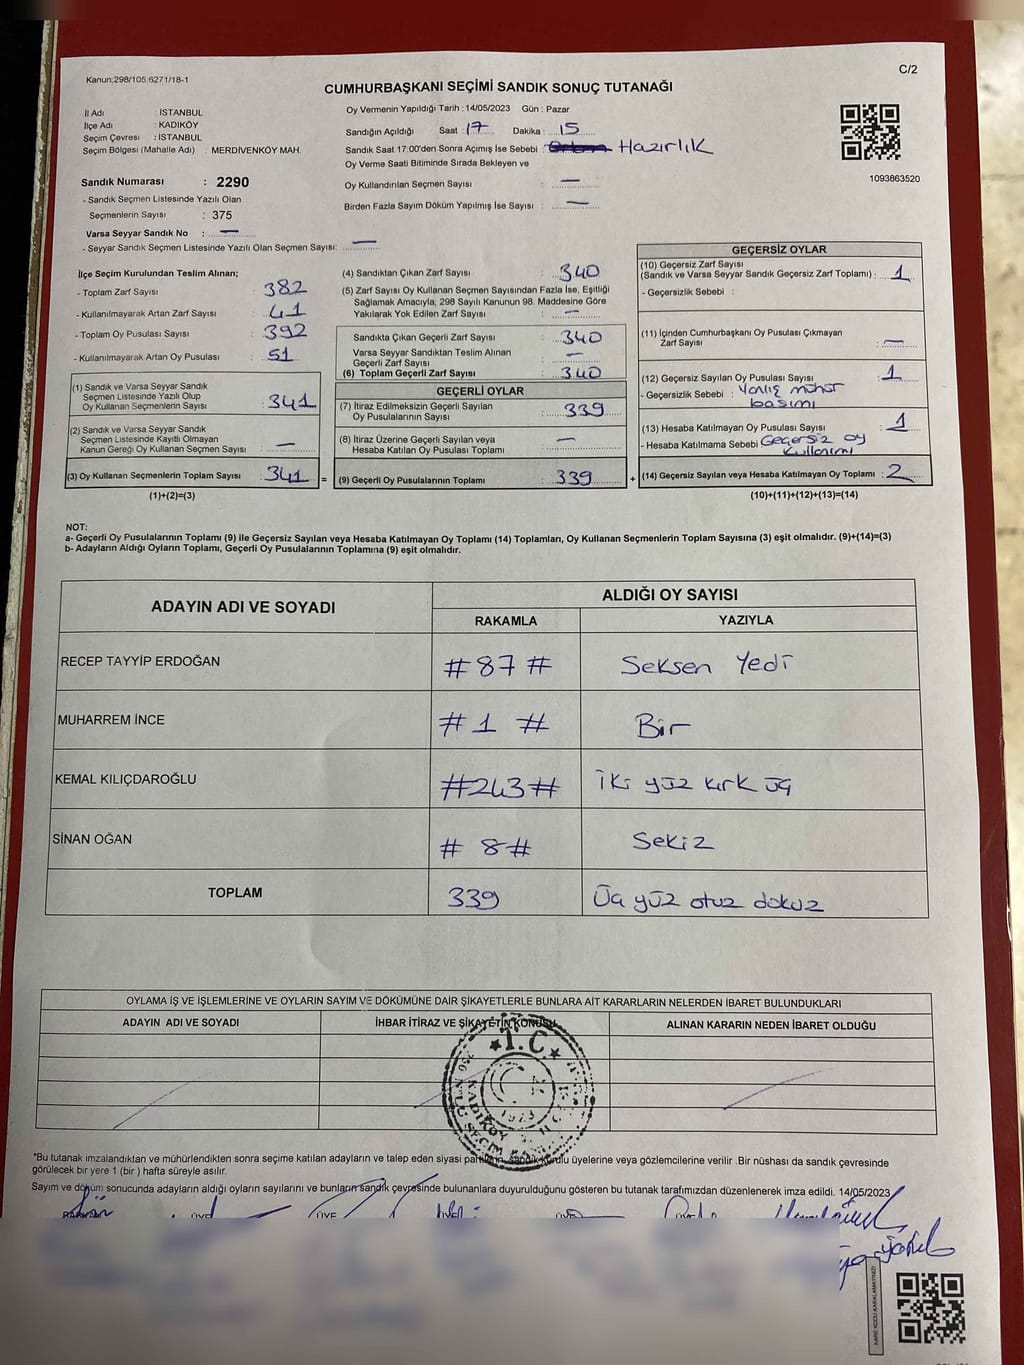 Kanun;298/105,6271/18-1
C/2
CUMHURBAŞKANI SEÇİMİ SANDIK SONUÇ TUTANAĞI
İl Adı : İSTANBUL
İlçe Adı : KADIKÖY
Seçim Çevresi : İSTANBUL
Seçim Bölgesi (Mahalle Adı) : MERDİVENKÖY MAH.
Sandık Numarası : 2290
- Sandık Seçmen Listesinde Yazılı Olan
Seçmenlerin Sayısı : 375
Varsa Seyyar Sandık No : —
- Seyyar Sandık Seçmen Listesinde Yazılı Olan Seçmen Sayısı: —
Oy Vermenin Yapıldığı Tarih : 14/05/2023 Gün : Pazar
Sandığın Açıldığı Saat : 17 Dakika : 15
Sandık Saat 17:00'den Sonra Açılmış İse Sebebi : Hazırlık
Oy Verme Saati Bitiminde Sırada Bekleyen ve
Oy Kullandırılan Seçmen Sayısı : —
Birden Fazla Sayım Döküm Yapılmış İse Sayısı : —
1093863520
İlçe Seçim Kurulundan Teslim Alınan;
- Toplam Zarf Sayısı : 382
- Kullanılmayarak Artan Zarf Sayısı : 41
- Toplam Oy Pusulası Sayısı : 392
- Kullanılmayarak Artan Oy Pusulası : 51
(1) Sandık ve Varsa Seyyar Sandık
Seçmen Listesinde Yazılı Olup
Oy Kullanan Seçmenlerin Sayısı : 341
(2) Sandık ve Varsa Seyyar Sandık
Seçmen Listesinde Kayıtlı Olmayan
Kanun Gereği Oy Kullanan Seçmen Sayısı : —
(3) Oy Kullanan Seçmenlerin Toplam Sayısı : 341 =
(1)+(2)=(3)
(4) Sandıktan Çıkan Zarf Sayısı : 340
(5) Zarf Sayısı Oy Kullanan Seçmen Sayısından Fazla İse, Eşitliği
Sağlamak Amacıyla, 298 Sayılı Kanunun 98. Maddesine Göre
Yakılarak Yok Edilen Zarf Sayısı : —
Sandıkta Çıkan Geçerli Zarf Sayısı : 340
Varsa Seyyar Sandıktan Teslim Alınan
Geçerli Zarf Sayısı : —
(6) Toplam Geçerli Zarf Sayısı : 340
GEÇERLİ OYLAR
(7) İtiraz Edilmeksizin Geçerli Sayılan
Oy Pusulalarının Sayısı : 339
(8) İtiraz Üzerine Geçerli Sayılan veya
Hesaba Katılan Oy Pusulası Toplamı : —
(9) Geçerli Oy Pusulalarının Toplamı : 339 +
GEÇERSİZ OYLAR
(10) Geçersiz Zarf Sayısı
(Sandık ve Varsa Seyyar Sandık Geçersiz Zarf Toplamı) : 1
- Geçersizlik Sebebi :
(11) İçinden Cumhurbaşkanı Oy Pusulası Çıkmayan
Zarf Sayısı : —
(12) Geçersiz Sayılan Oy Pusulası Sayısı : 1
- Geçersizlik Sebebi : Yanlış mühür
basımı
(13) Hesaba Katılmayan Oy Pusulası Sayısı : 1
- Hesaba Katılmama Sebebi : Geçersiz oy
kullanımı
(14) Geçersiz Sayılan veya Hesaba Katılmayan Oy Toplamı : 2
(10)+(11)+(12)+(13)=(14)
NOT:
a- Geçerli Oy Pusulalarının Toplamı (9) ile Geçersiz Sayılan veya Hesaba Katılmayan Oy Toplamı (14) Toplamları, Oy Kullanan Seçmenlerin Toplam Sayısına (3) eşit olmalıdır. (9)+(14)=(3)
b- Adayların Aldığı Oyların Toplamı, Geçerli Oy Pusulalarının Toplamına (9) eşit olmalıdır.
ADAYIN ADI VE SOYADI
ALDIĞI OY SAYISI
RAKAMLA YAZIYLA
RECEP TAYYİP ERDOĞAN # 87 # Seksen Yedi
MUHARREM İNCE # 1 # Bir
KEMAL KILIÇDAROĞLU #243# İki yüz kırk üç
SİNAN OĞAN # 8# Sekiz
TOPLAM 339 Üç yüz otuz dokuz
OYLAMA İŞ VE İŞLEMLERİNE VE OYLARIN SAYIM VE DÖKÜMÜNE DAİR ŞİKAYETLERLE BUNLARA AİT KARARLARIN NELERDEN İBARET BULUNDUKLARI
ADAYIN ADI VE SOYADI İHBAR İTİRAZ VE ŞİKAYETİN KONUSU ALINAN KARARIN NEDEN İBARET OLDUĞU
T.C.
KADIKÖY
1923
*Bu tutanak imzalandıktan ve mühürlendikten sonra seçime katılan adayların ve talep eden siyasi partilerin, sandık kurulu üyelerine veya gözlemcilerine verilir .Bir nüshası da sandık çevresinde
görülecek bir yere 1 (bir ) hafta süreyle asılır.
Sayım ve döküm sonucunda adayların aldığı oyların sayılarını ve bunların sandık çevresinde bulunanlara duyurulduğunu gösteren bu tutanak tarafımızdan düzenlenerek imza edildi. 14/05/2023